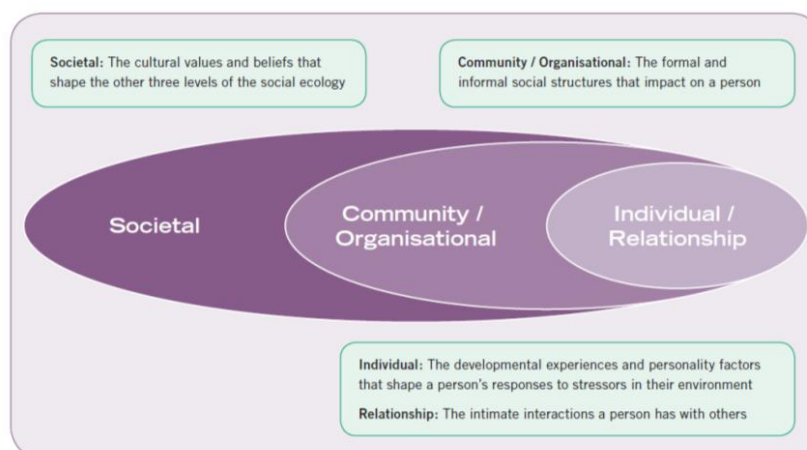 Societal: The cultural values and beliefs that
shape the other three levels of the social ecology
Community / Organisational: The formal and
informal social structures that impact on a person
Societal
Community /
Organisational
Individual /
Relationship
Individual: The developmental experiences and personality factors
that shape a person's responses to stressors in their environment
Relationship: The intimate interactions a person has with others